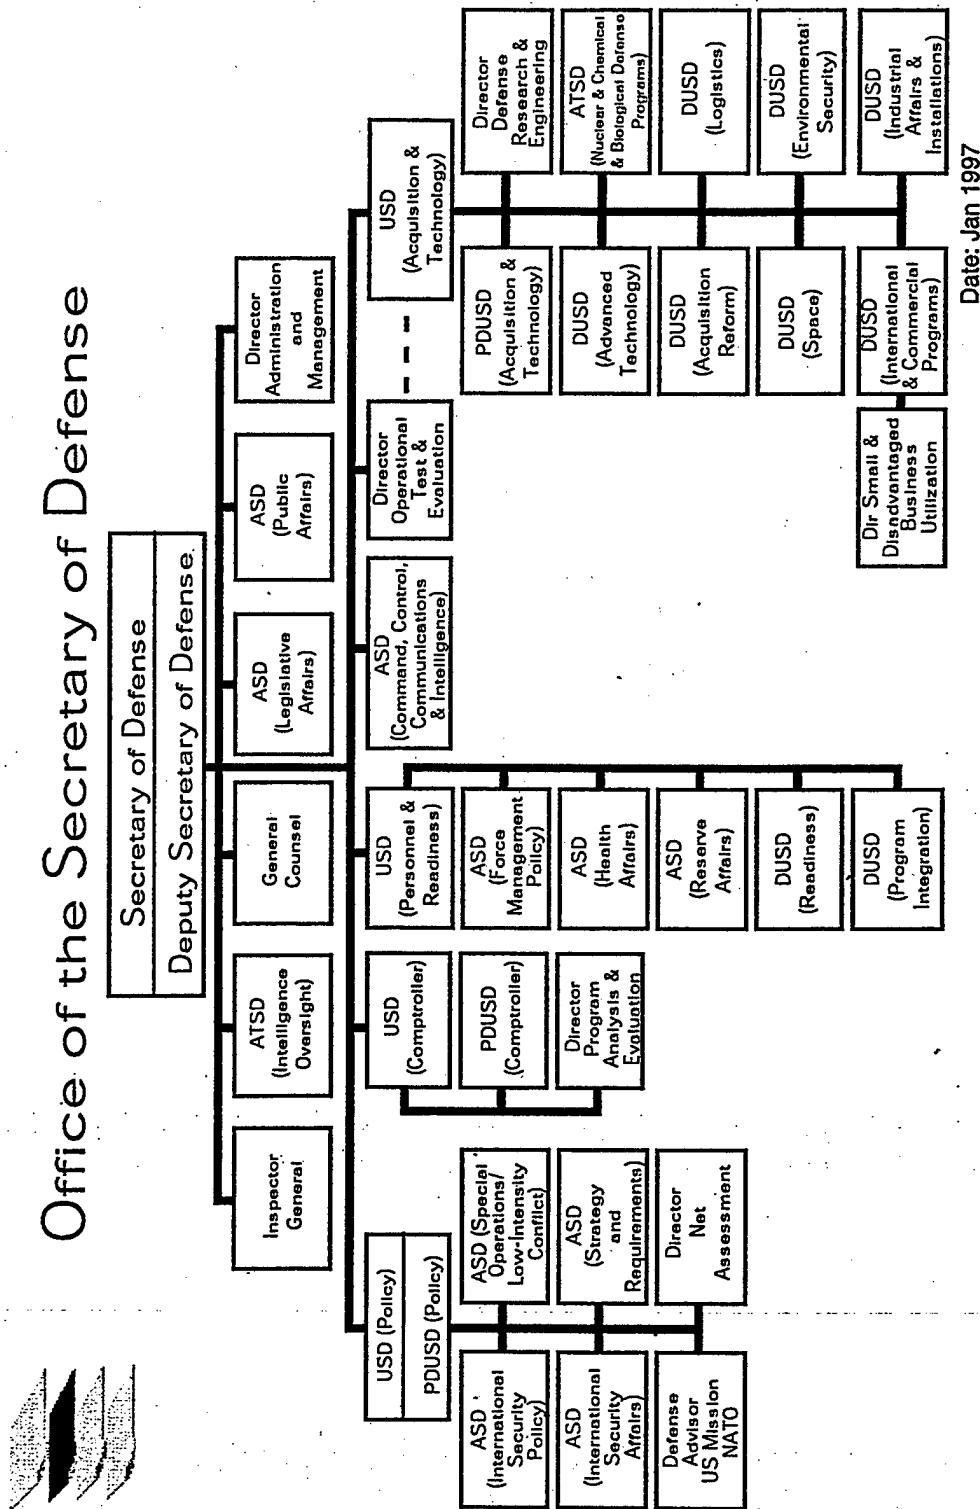 Office of the Secretary of Defense
Secretary of Defense
Deputy Secretary of Defense.
Inspector
General
ATSD
(Intelligence
Oversight)
General
Counsel
ASD
(Legislative
Affairs)
ASD
(Public
Affairs)
Director
Administration
and
Management
USD (Policy)
PDUSD (Policy)
ASD
(International
Security
Policy)
ASD (Special
Operations/
Low-Intensity
Conflict)
ASD
(International
Security
Affairs)
ASD
(Strategy
and
Requirements)
Defense
Advisor
US Mission
NATO
Director
Net
Assessment
USD
(Comptroller)
PDUSD
(Comptroller)
Director
Program
Analysis &
Evaluation
USD
(Personnel &
Readiness)
ASD
(Force
Management
Policy)
ASD
(Health
Affairs)
ASD
(Reserve
Affairs)
DUSD
(Readiness)
DUSD
(Program
Integration)
ASD
(Command, Control,
Communications
& Intelligence)
Director
Operational
Test &
Evaluation
USD
(Acquisition &
Technology)
PDUSD
(Acquisition &
Technology)
Director
Defense
Research &
Engineering
DUSD
(Advanced
Technology)
ATSD
(Nuclear & Chemical
& Biological Defense
Programs)
DUSD
(Acquisition
Reform)
DUSD
(Logistics)
DUSD
(Space)
DUSD
(Environmental
Security)
DUSD
(International
& Commercial
Programs)
DUSD
(Industrial
Affairs &
Installations)
Dir Small &
Disadvantaged
Business
Utilization
Date: Jan 1997